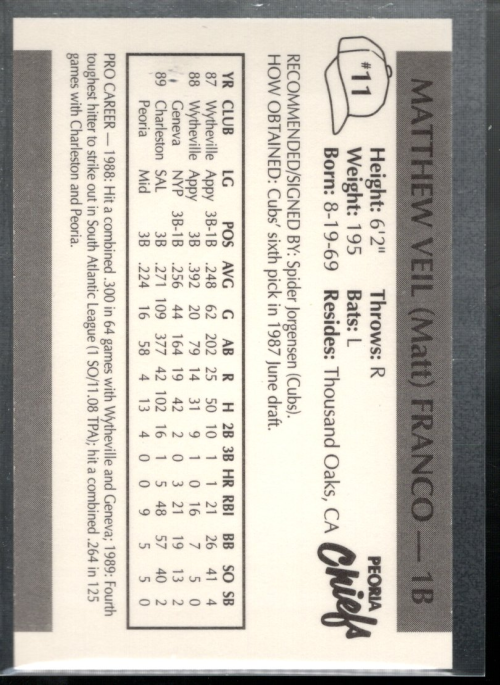 MATTHEW VEIL (Matt) FRANCO — 1B
#11
Height: 6'2" Throws: R
Weight: 195 Bats: L
Born: 8-19-69 Resides: Thousand Oaks, CA
PEORIA
Chiefs
RECOMMENDED/SIGNED BY: Spider Jorgensen (Cubs).
HOW OBTAINED: Cubs' sixth pick in 1987 June draft.
YR CLUB LG POS AVG G AB R H 2B 3B HR RBI BB SO SB
87 Wytheville Appy 3B-1B .248 62 202 25 50 10 1 1 21 26 41 4
88 Wytheville Appy 3B .392 20 79 14 31 9 1 0 16 7 5 0
Geneva NYP 3B-1B .256 44 164 19 42 2 0 3 21 19 13 2
89 Charleston SAL 3B .271 109 377 42 102 16 1 5 48 57 40 2
Peoria Mid 3B .224 16 58 4 13 4 0 0 9 5 5 0
PRO CAREER — 1988: Hit a combined .300 in 64 games with Wytheville and Geneva; 1989: Fourth
toughest hitter to strike out in South Atlantic League (1 SO/11.08 TPA); hit a combined .264 in 125
games with Charleston and Peoria.